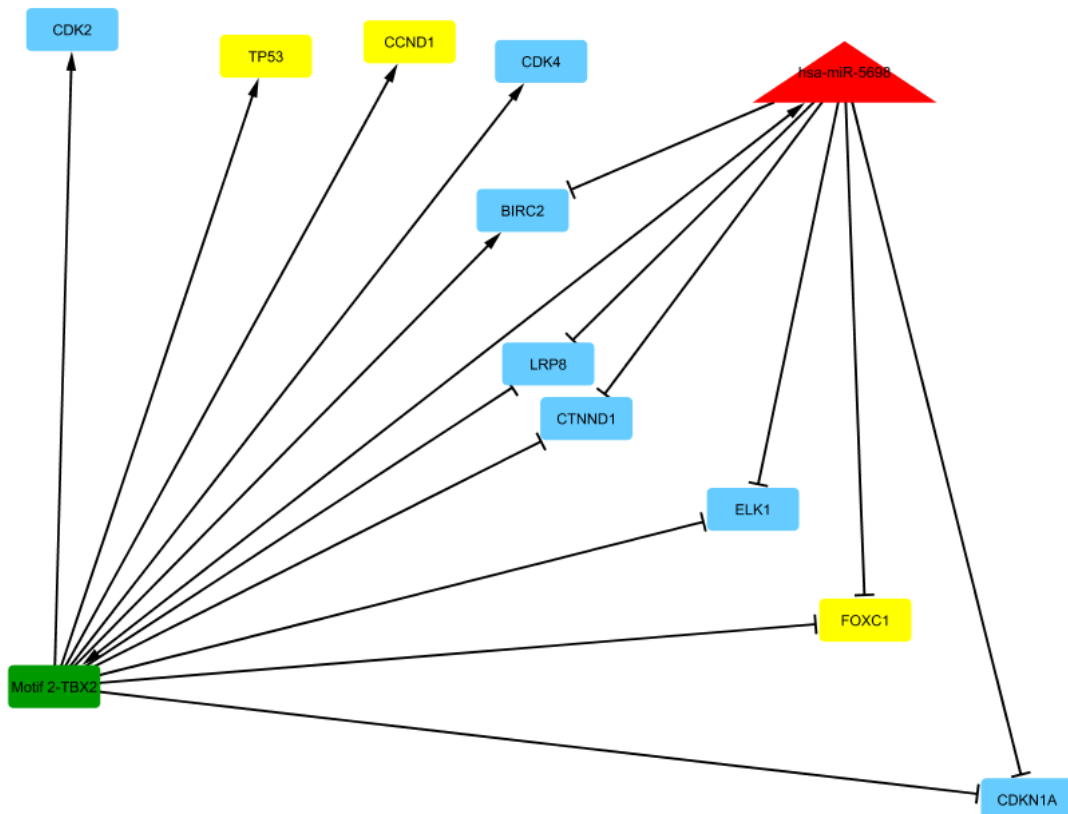 CDK2
TP53
CCND1
CDK4
hsa-miR-5698
BIRC2
LRP8
CTNND1
ELK1
FOXC1
Motif 2-TBX2
CDKN1A